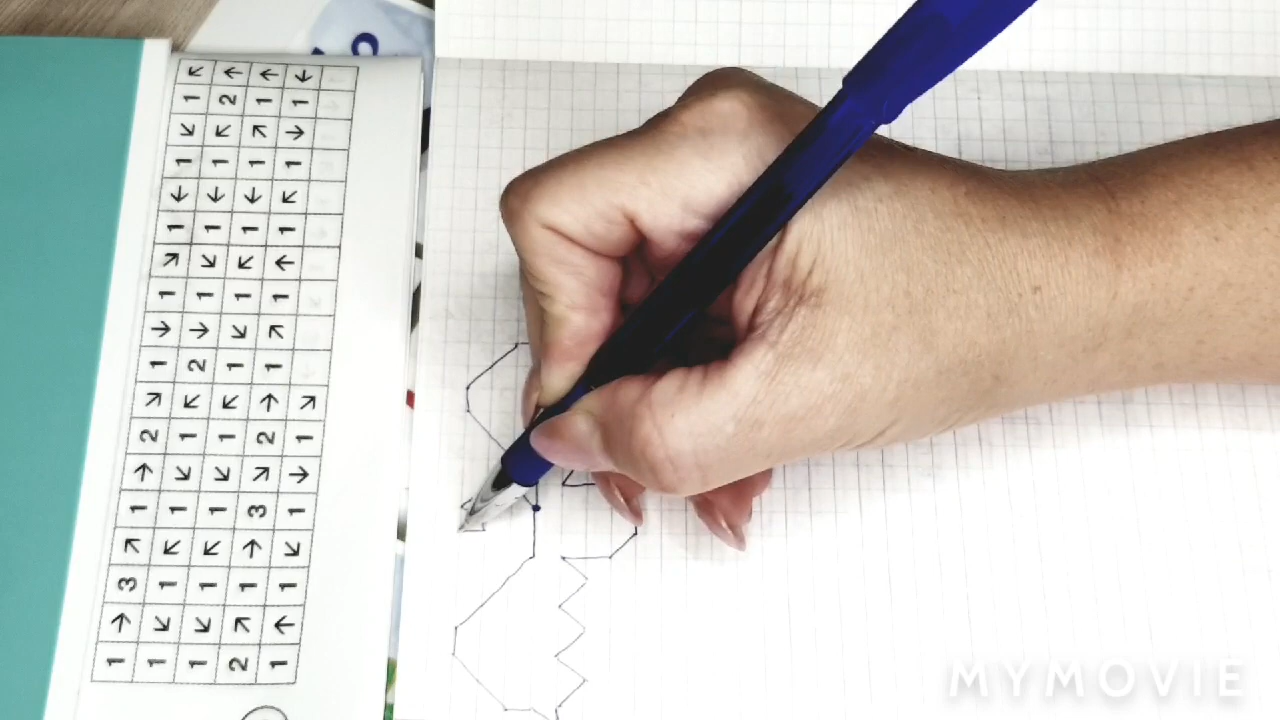 1 3 1 2 1 1 1 1 1
1 1 1 1 2 1 1 1 2
1 1 1 1 1 1 1 1 1
2 1 3 2 1 1 1 1 1
1 1 1 1
MYMOVIE